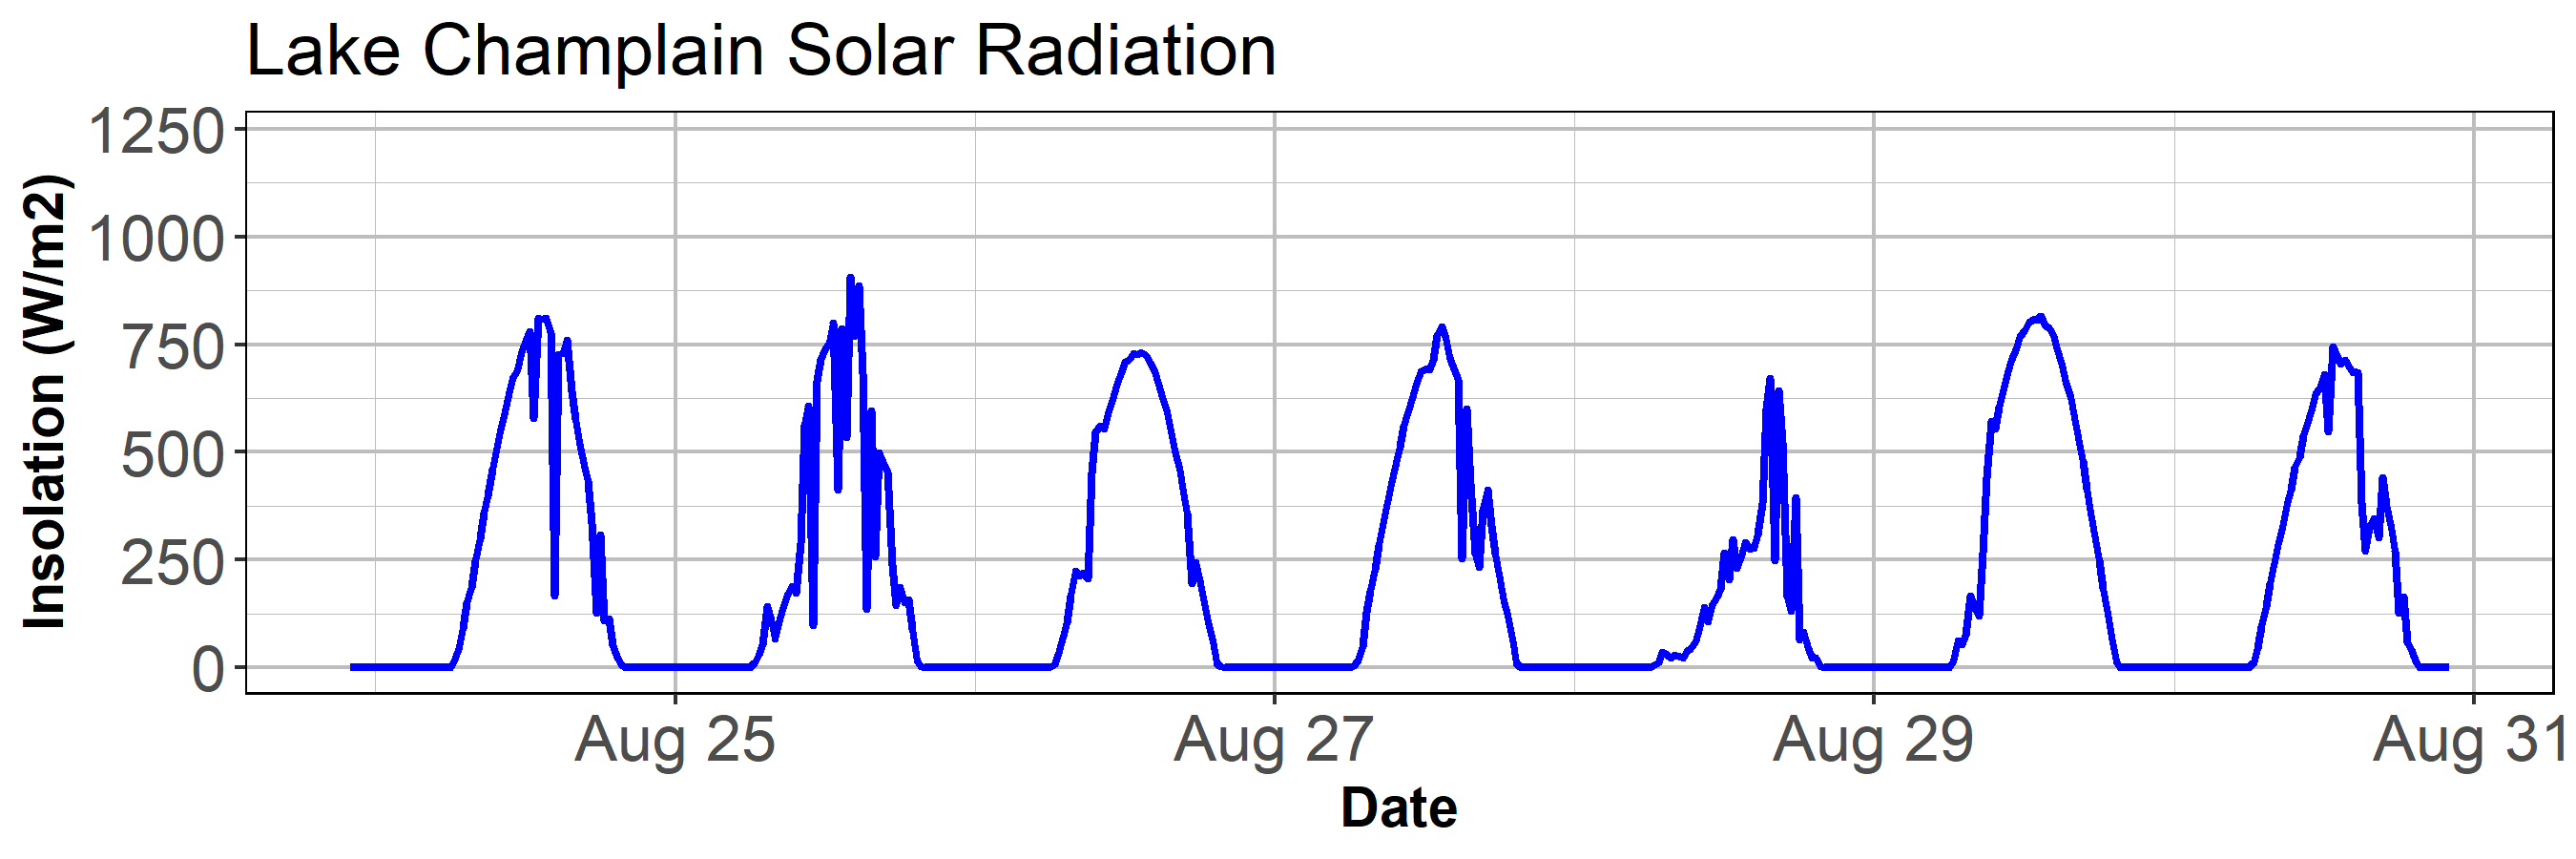 Lake Champlain Solar Radiation
1250
1000
750
500
250
0
Insolation (W/m2)
Aug 25
Aug 27
Aug 29
Aug 31
Date